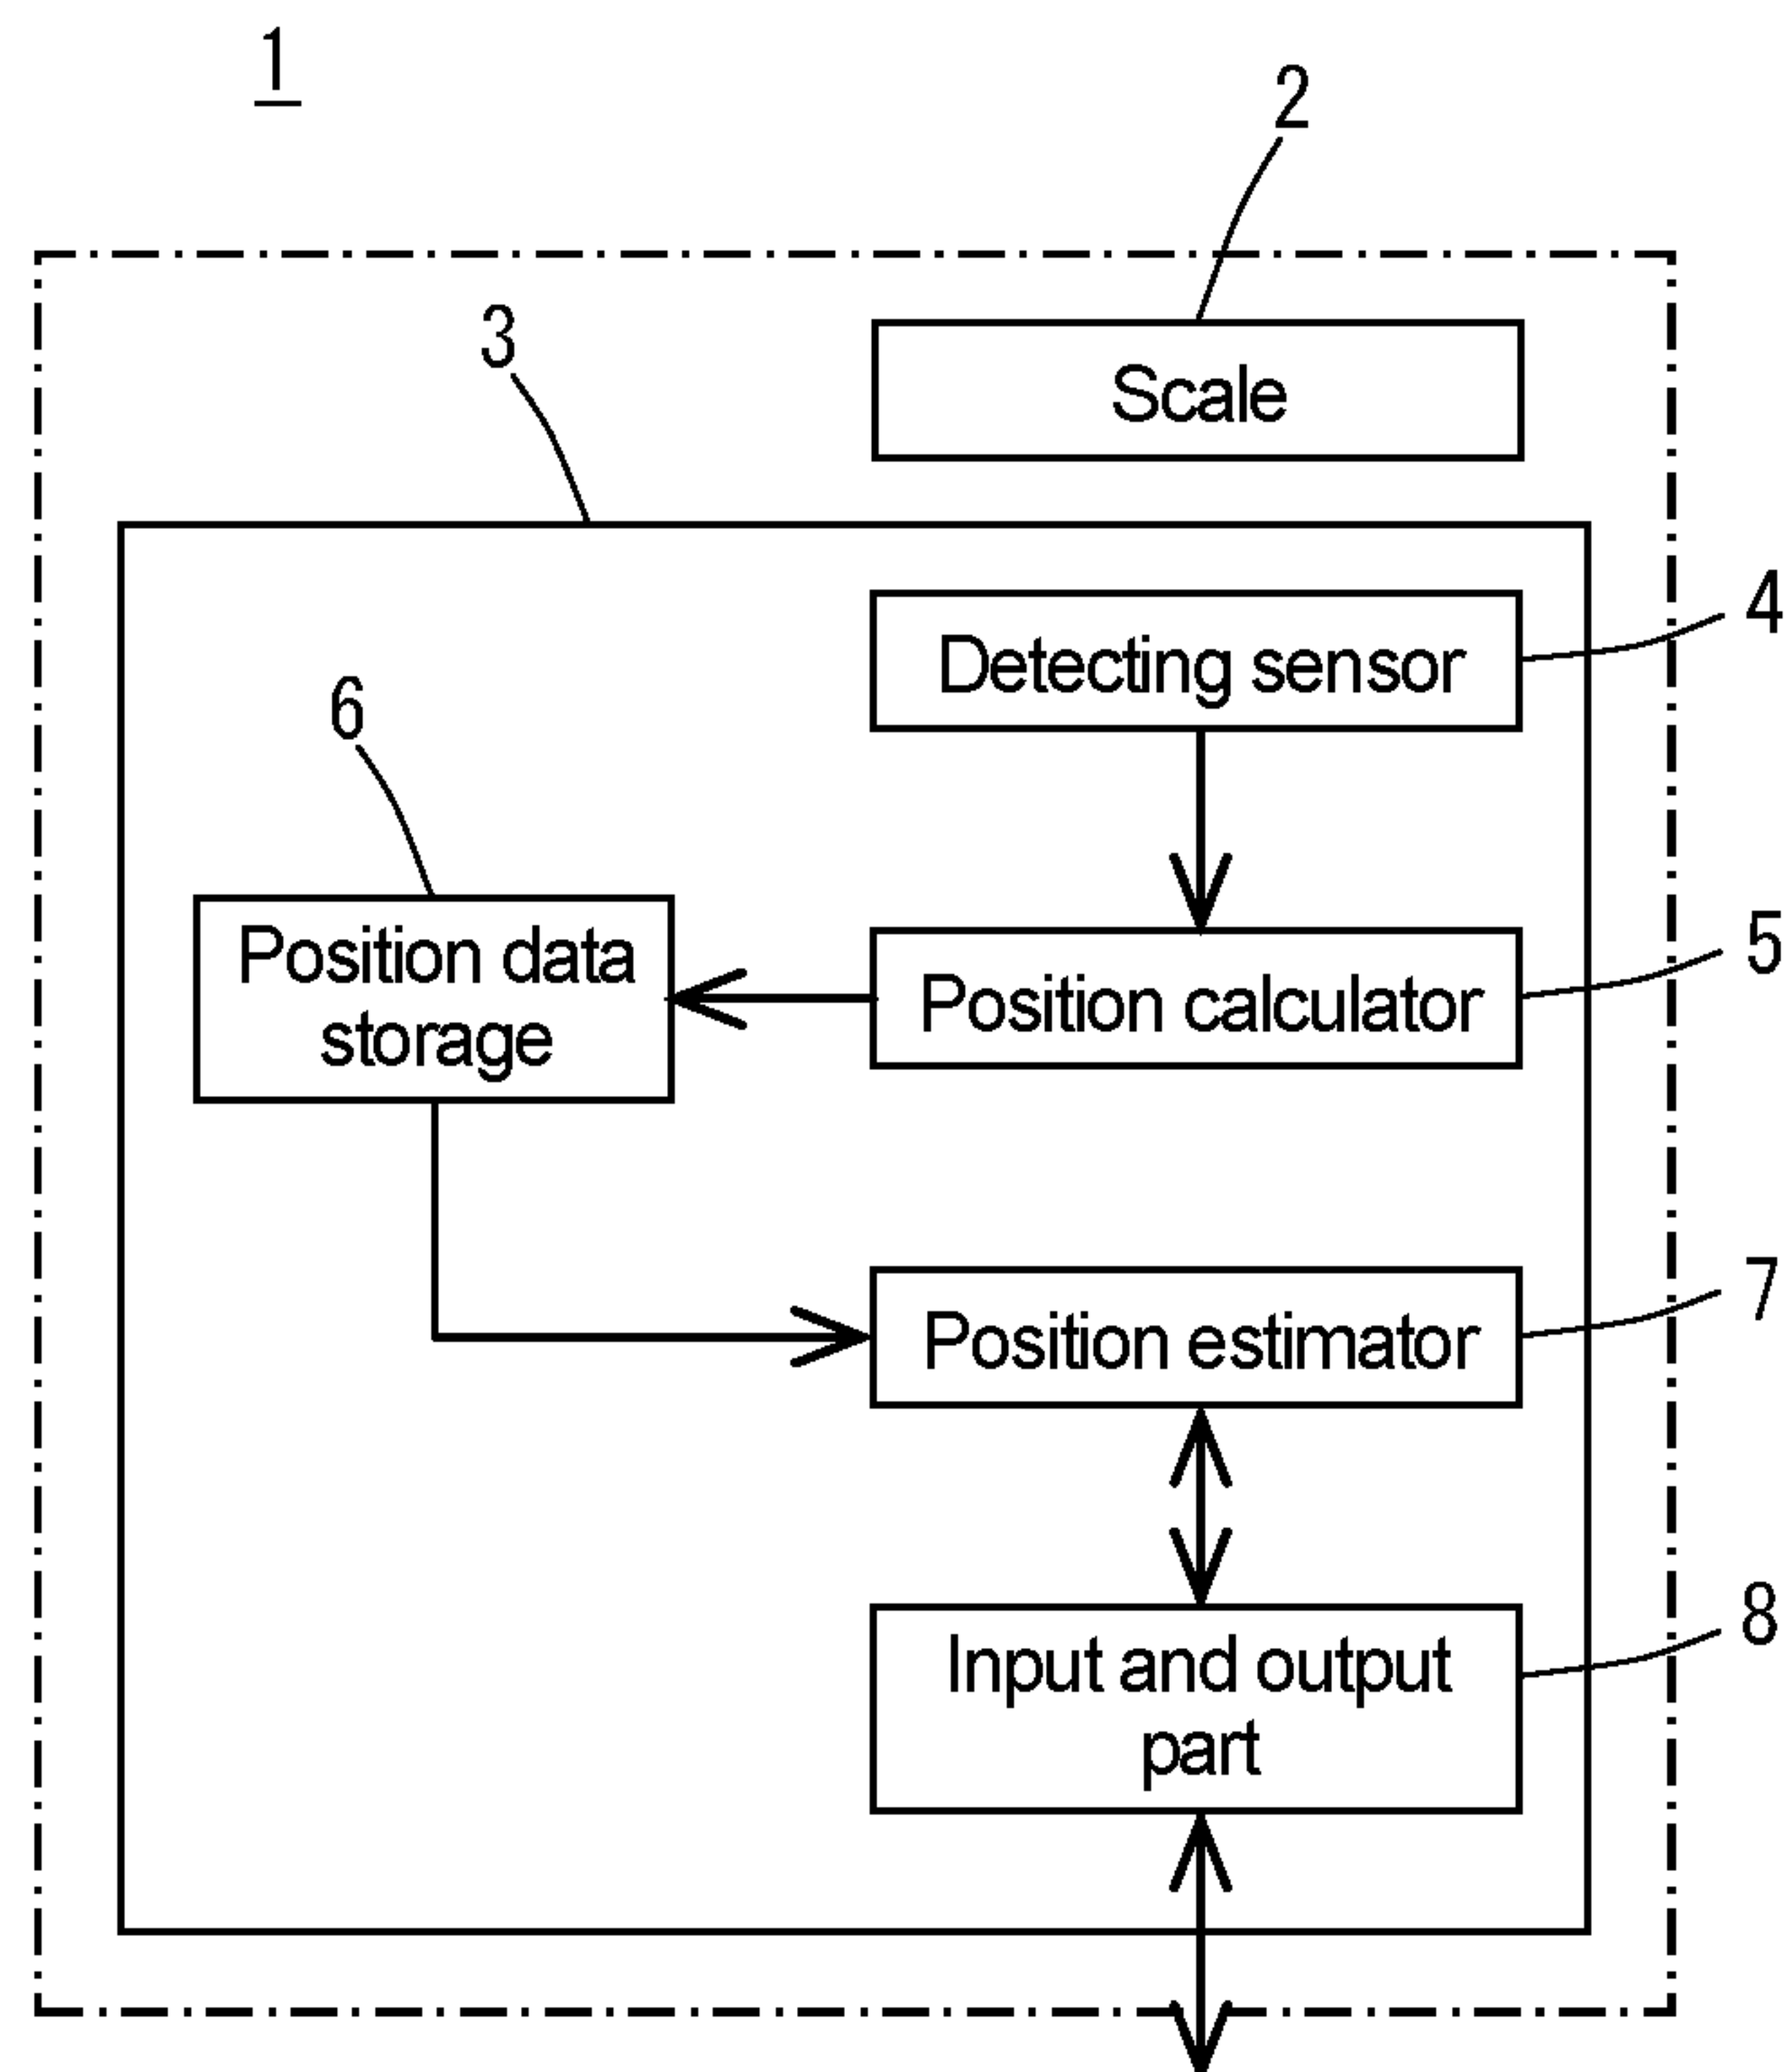 1
2
Scale
3
Detecting sensor
4
6
Position data
storage
Position calculator
5
Position estimator
7
Input and output
part
8